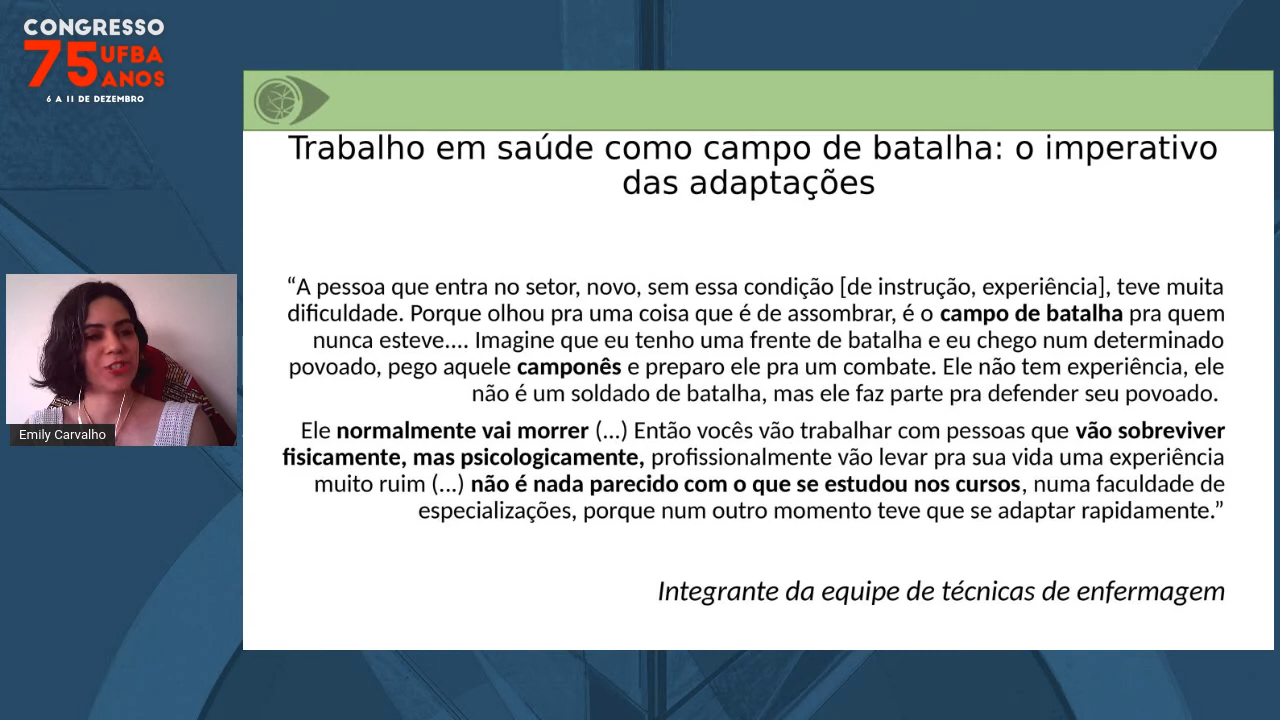 CONGRESSO
75 UFBA
ANOS
6 A 11 DE DEZEMBRO
Trabalho em saúde como campo de batalha: o imperativo
das adaptações
“A pessoa que entra no setor, novo, sem essa condição [de instrução, experiência], teve muita
dificuldade. Porque olhou pra uma coisa que é de assombrar, é o campo de batalha pra quem
nunca esteve.... Imagine que eu tenho uma frente de batalha e eu chego num determinado
povoado, pego aquele camponês e preparo ele pra um combate. Ele não tem experiência, ele
não é um soldado de batalha, mas ele faz parte pra defender seu povoado.
Ele normalmente vai morrer (...) Então vocês vão trabalhar com pessoas que vão sobreviver
fisicamente, mas psicologicamente, profissionalmente vão levar pra sua vida uma experiência
muito ruim (...) não é nada parecido com o que se estudou nos cursos, numa faculdade de
especializações, porque num outro momento teve que se adaptar rapidamente.”
Integrante da equipe de técnicas de enfermagem
Emily Carvalho